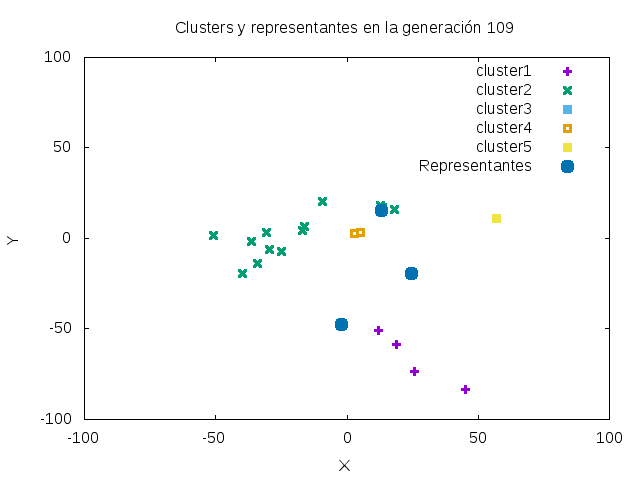 Clusters y representantes en la generación 109
100
50
0
-50
-100
-100 -50 0 50 100
X
Y
cluster1
cluster2
cluster3
cluster4
cluster5
Representantes